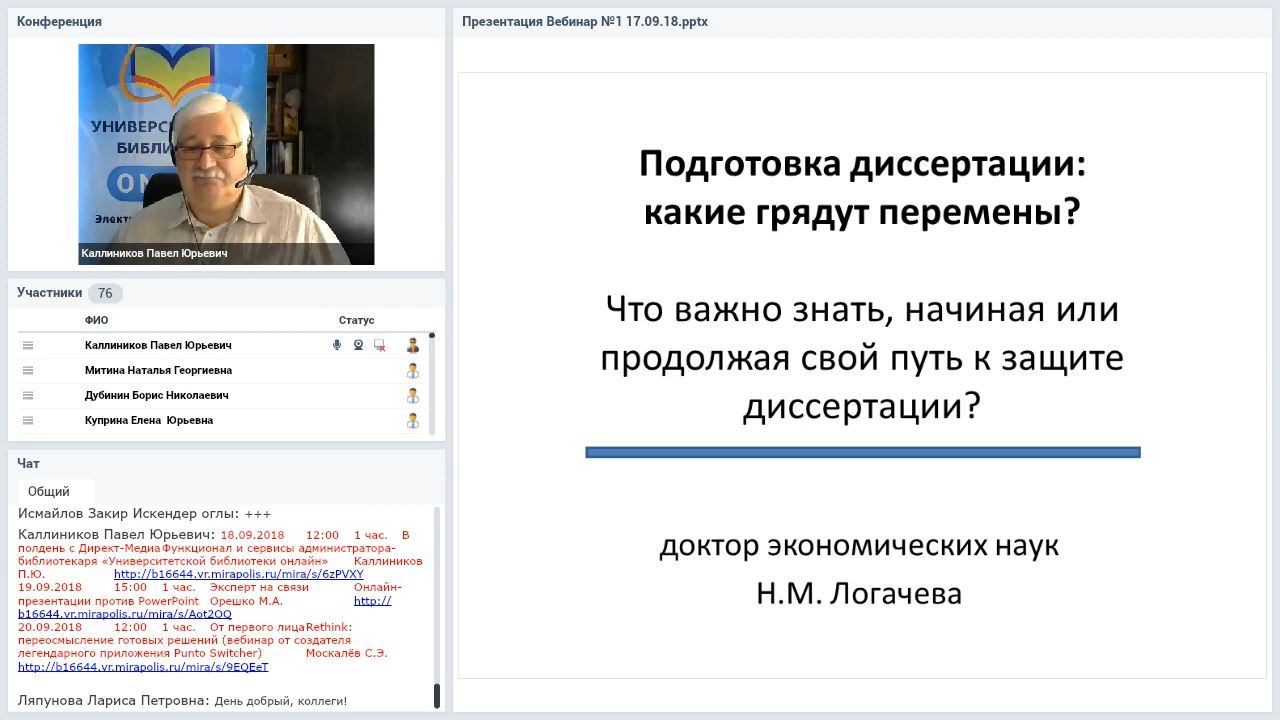 Конференция
УНИВЕРС
БИБЛИ
Элект
Каллиников Павел Юрьевич
Участники 76
ФИО Статус
Каллиников Павел Юрьевич
Митина Наталья Георгиевна
Дубинин Борис Николаевич
Куприна Елена Юрьевна
Чат
Общий
Исмайлов Закир Искендер оглы: +++
Каллиников Павел Юрьевич: 18.09.2018 12:00 1 час. В
полдень с Директ-Медиа Функционал и сервисы администратора-
библиотекаря «Университетской библиотеки онлайн» Каллиников
П.Ю. http://b16644.vr.mirapolis.ru/mira/s/6zPVXY
19.09.2018 15:00 1 час. Эксперт на связи Онлайн-
презентации против PowerPoint Орешко М.А. http://
b16644.vr.mirapolis.ru/mira/s/Aot2OQ
20.09.2018 12:00 1 час. От первого лица Rethink:
переосмысление готовых решений (вебинар от создателя
легендарного приложения Punto Switcher) Москалёв С.Э.
http://b16644.vr.mirapolis.ru/mira/s/9EQEeT
Ляпунова Лариса Петровна: День добрый, коллеги!
Презентация Вебинар №1 17.09.18.pptx
Подготовка диссертации:
какие грядут перемены?
Что важно знать, начиная или
продолжая свой путь к защите
диссертации?
доктор экономических наук
Н.М. Логачева